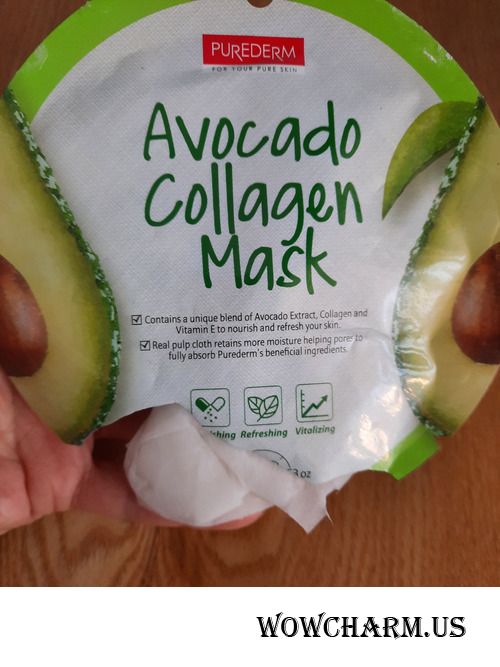 PUREDERM
FOR YOUR PURE SKIN
Avocado
Collagen
Mask
Contains a unique blend of Avocado Extract, Collagen and
Vitamin E to nourish and refresh your skin.
Real pulp cloth retains more moisture helping pores to
fully absorb Purederm's beneficial ingredients.
Refreshing Vitalizing
oz
WOWCHARM.US